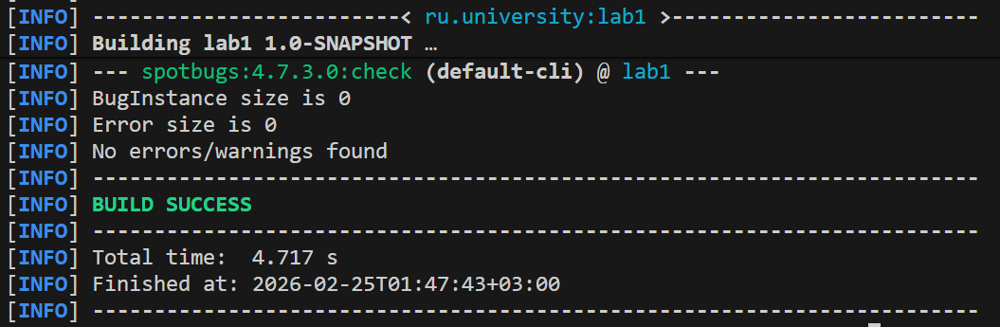 [INFO] -------------------------< ru.university:lab1 >-------------------------
[INFO] Building lab1 1.0-SNAPSHOT …
[INFO] --- spotbugs:4.7.3.0:check (default-cli) @ lab1 ---
[INFO] BugInstance size is 0
[INFO] Error size is 0
[INFO] No errors/warnings found
[INFO] ------------------------------------------------------------------------
[INFO] BUILD SUCCESS
[INFO] ------------------------------------------------------------------------
[INFO] Total time:  4.717 s
[INFO] Finished at: 2026-02-25T01:47:43+03:00
[INFO] ------------------------------------------------------------------------